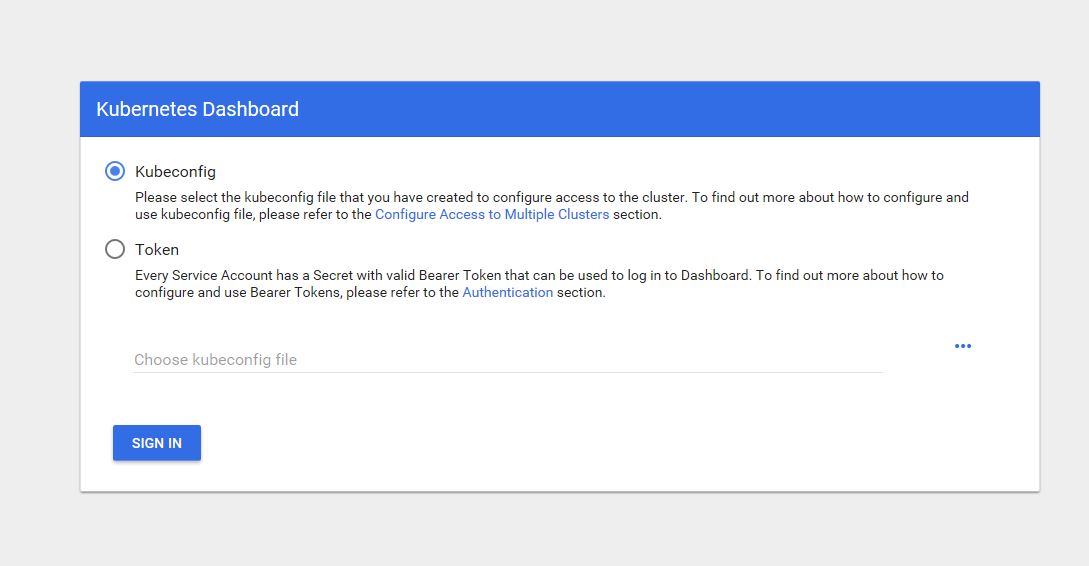 Kubernetes Dashboard
Kubeconfig
Please select the kubeconfig file that you have created to configure access to the cluster. To find out more about how to configure and
use kubeconfig file, please refer to the Configure Access to Multiple Clusters section.
Token
Every Service Account has a Secret with valid Bearer Token that can be used to log in to Dashboard. To find out more about how to
configure and use Bearer Tokens, please refer to the Authentication section.
Choose kubeconfig file
SIGN IN